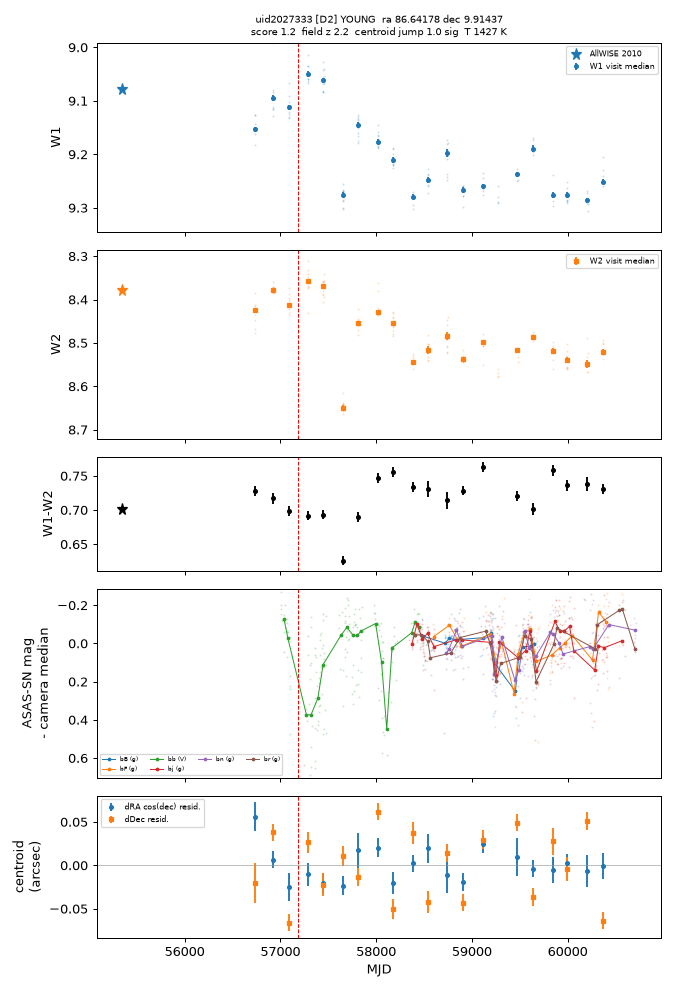 uid2027333 [D2] YOUNG ra 86.64178 dec 9.91437
score 1.2 field z 2.2 centroid jump 1.0 sig T 1427 K
9.0
9.1
9.2
9.3
W1
AllWISE 2010
W1 visit median
8.3
8.4
8.5
8.6
8.7
W2
W2 visit median
0.75
0.70
0.65
W1-W2
−0.2
0.0
0.2
0.4
0.6
ASAS-SN mag
- camera median
bB (g)
bF (g)
bb (V)
bj (g)
bn (g)
br (g)
0.05
0.00
−0.05
centroid
(arcsec)
dRA cos(dec) resid.
dDec resid.
56000
57000
58000
59000
60000
MJD